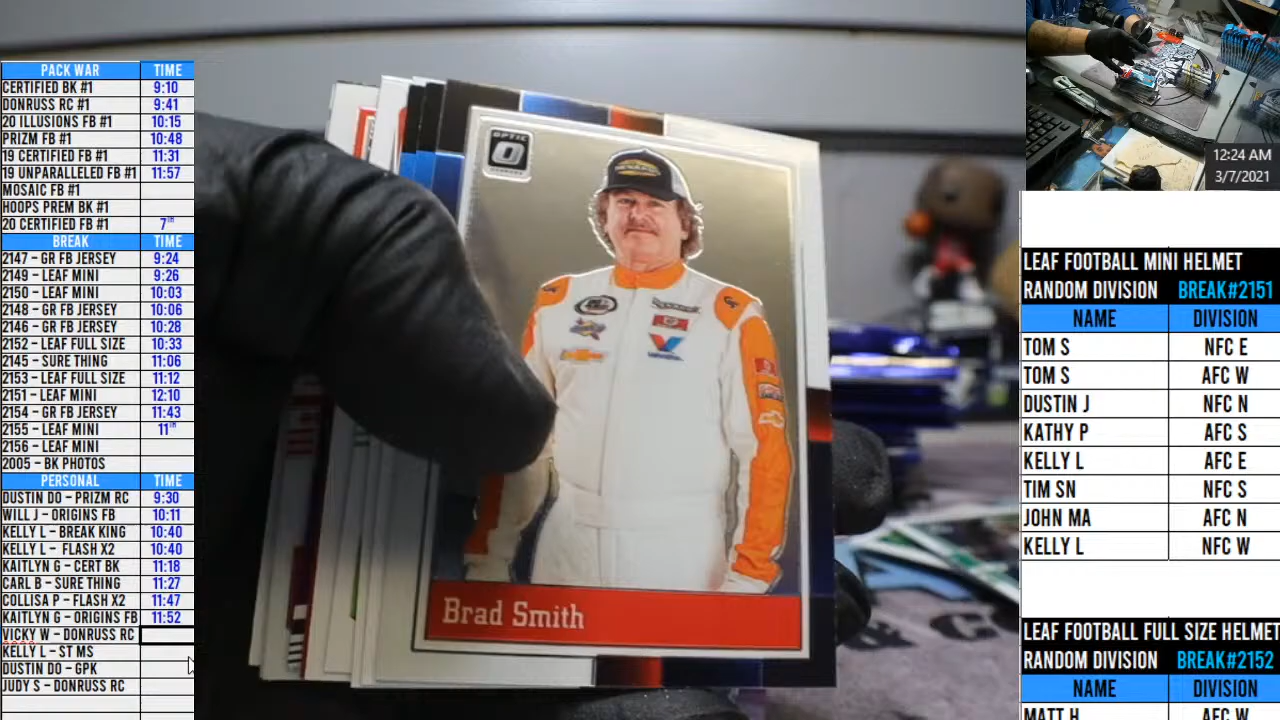 PACK WAR TIME
CERTIFIED BK #1 9:10
DONRUSS RC #1 9:41
20 ILLUSIONS FB #1 10:15
PRIZM FB #1 10:48
19 CERTIFIED FB #1 11:31
19 UNPARALLELED FB #1 11:57
MOSAIC FB #1
HOOPS PREM BK #1
20 CERTIFIED FB #1 7th
BREAK TIME
2147 – GR FB JERSEY 9:24
2149 – LEAF MINI 9:26
2150 – LEAF MINI 10:03
2148 – GR FB JERSEY 10:06
2146 – GR FB JERSEY 10:28
2152 – LEAF FULL SIZE 10:33
2145 – SURE THING 11:06
2153 – LEAF FULL SIZE 11:12
2151 – LEAF MINI 12:10
2154 – GR FB JERSEY 11:43
2155 – LEAF MINI 11th
2156 – LEAF MINI
2005 – BK PHOTOS
PERSONAL TIME
DUSTIN DO – PRIZM RC 9:30
WILL J – ORIGINS FB 10:11
KELLY L – BREAK KING 10:40
KELLY L – FLASH X2 10:40
KAITLYN G – CERT BK 11:18
CARL B – SURE THING 11:27
COLLISA P – FLASH X2 11:47
KAITLYN G – ORIGINS FB 11:52
VICKY W – DONRUSS RC
KELLY L – ST MS
DUSTIN DO – GPK
JUDY S – DONRUSS RC
OPTIC
Brad Smith
12:24 AM
3/7/2021
LEAF FOOTBALL MINI HELMET
RANDOM DIVISION BREAK#2151
NAME DIVISION
TOM S NFC E
TOM S AFC W
DUSTIN J NFC N
KATHY P AFC S
KELLY L AFC E
TIM SN NFC S
JOHN MA AFC N
KELLY L NFC W
LEAF FOOTBALL FULL SIZE HELMET
RANDOM DIVISION BREAK#2152
NAME DIVISION
MATT H AFC W